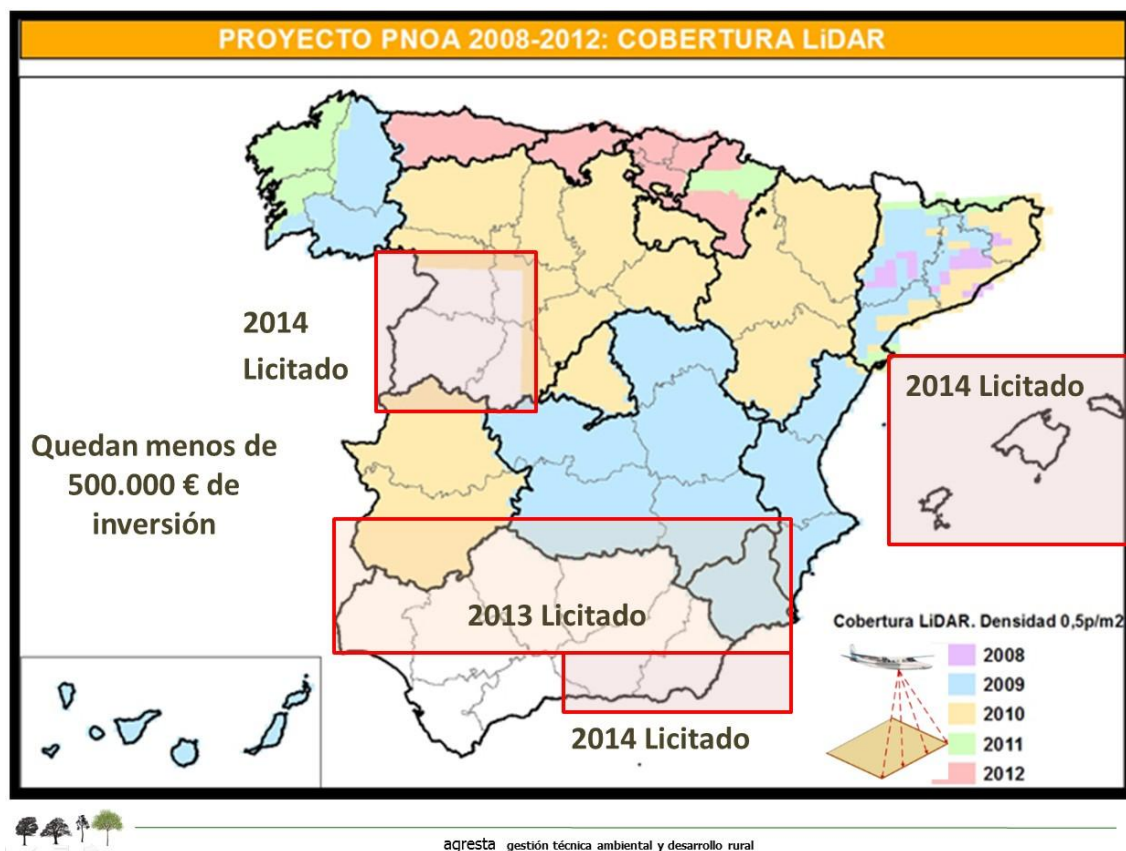 PROYECTO PNOA 2008-2012: COBERTURA LiDAR
2014
Licitado
2014 Licitado
Quedan menos de
500.000 € de
inversión
2013 Licitado
2014 Licitado
Cobertura LiDAR. Densidad 0,5p/m2
2008
2009
2010
2011
2012
agresta gestión técnica ambiental y desarrollo rural